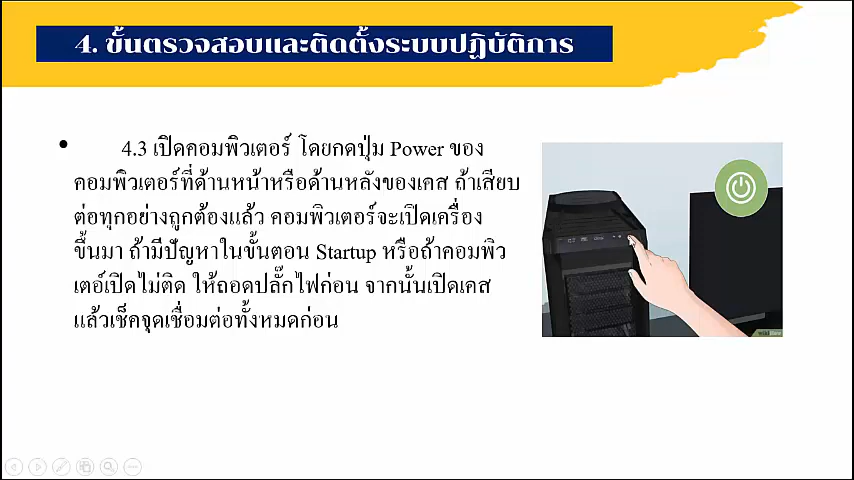 4. ขั้นตรวจสอบและติดตั้งระบบปฏิบัติการ
• 4.3 เปิดคอมพิวเตอร์ โดยกดปุ่ม Power ของ
คอมพิวเตอร์ที่ด้านหน้าหรือด้านหลังของเคส ถ้าเสียบ
ต่อทุกอย่างถูกต้องแล้ว คอมพิวเตอร์จะเปิดเครื่อง
ขึ้นมา ถ้ามีปัญหาในขั้นตอน Startup หรือถ้าคอมพิว
เตอ์เปิดไม่ติด ให้ถอดปลั๊กไฟก่อน จากนั้นเปิดเคส
แล้วเช็คจุดเชื่อมต่อทั้งหมดก่อน